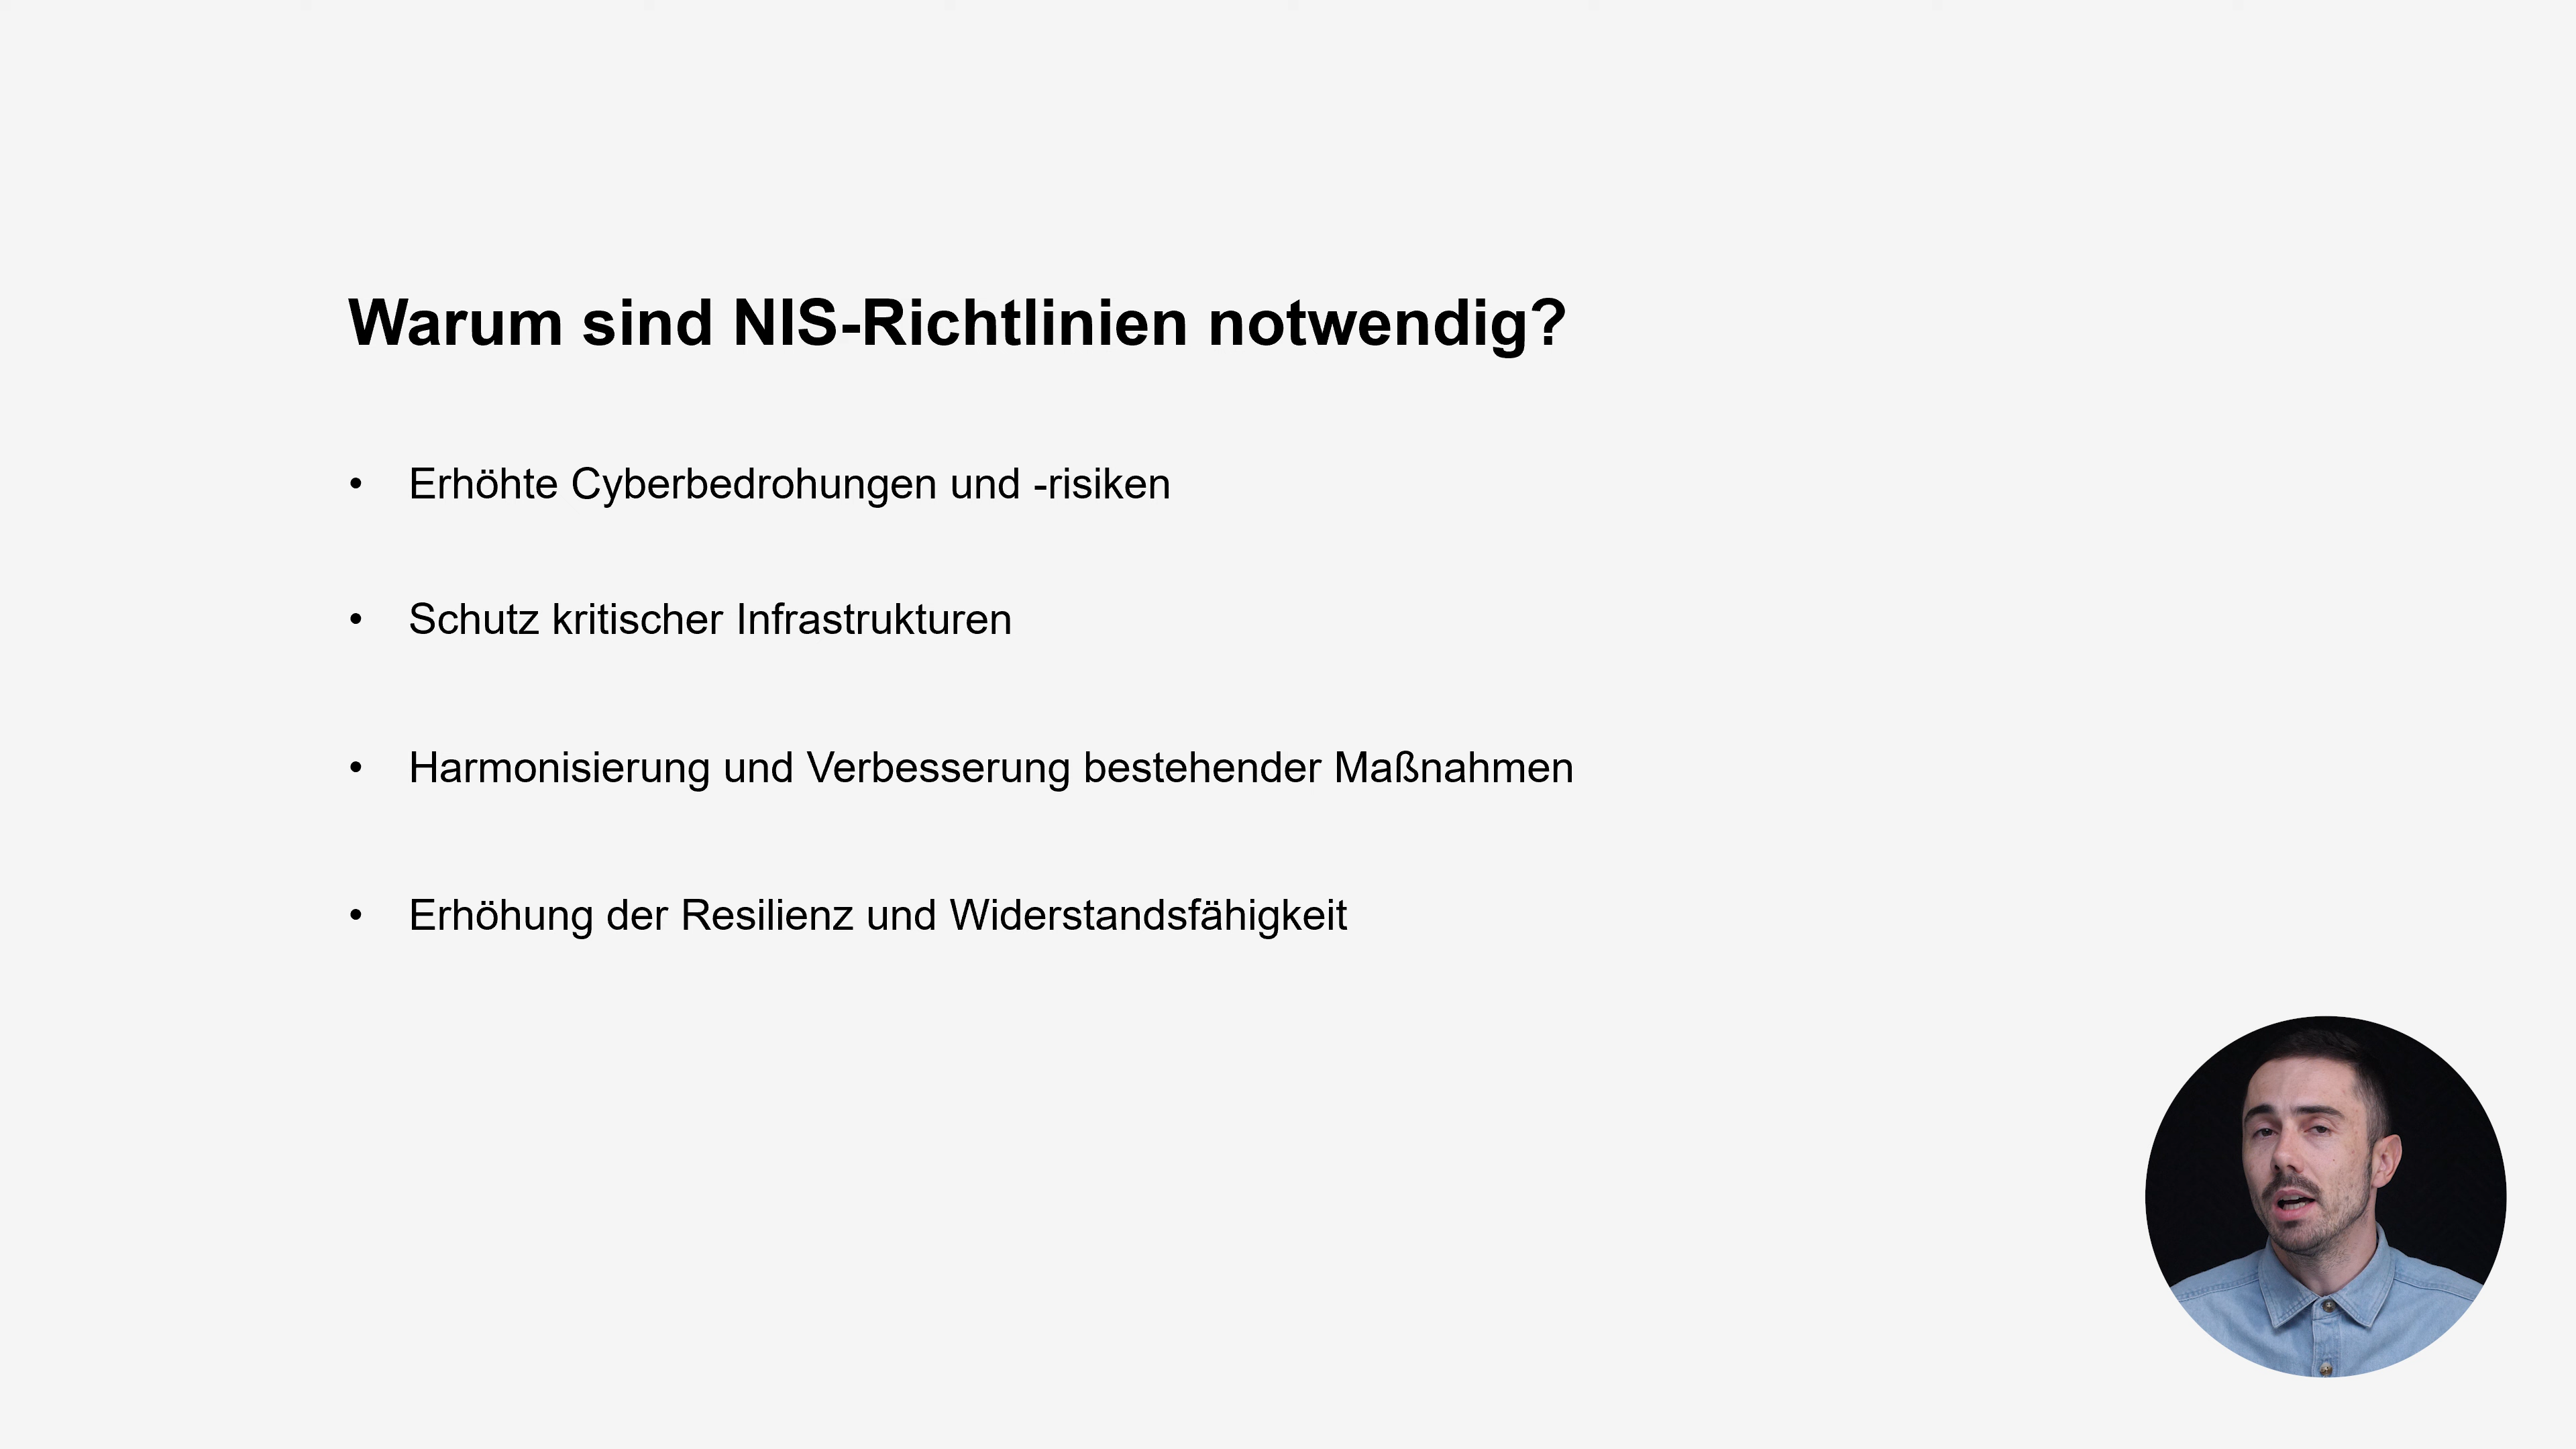 Warum sind NIS-Richtlinien notwendig?
• Erhöhte Cyberbedrohungen und -risiken
• Schutz kritischer Infrastrukturen
• Harmonisierung und Verbesserung bestehender Maßnahmen
• Erhöhung der Resilienz und Widerstandsfähigkeit